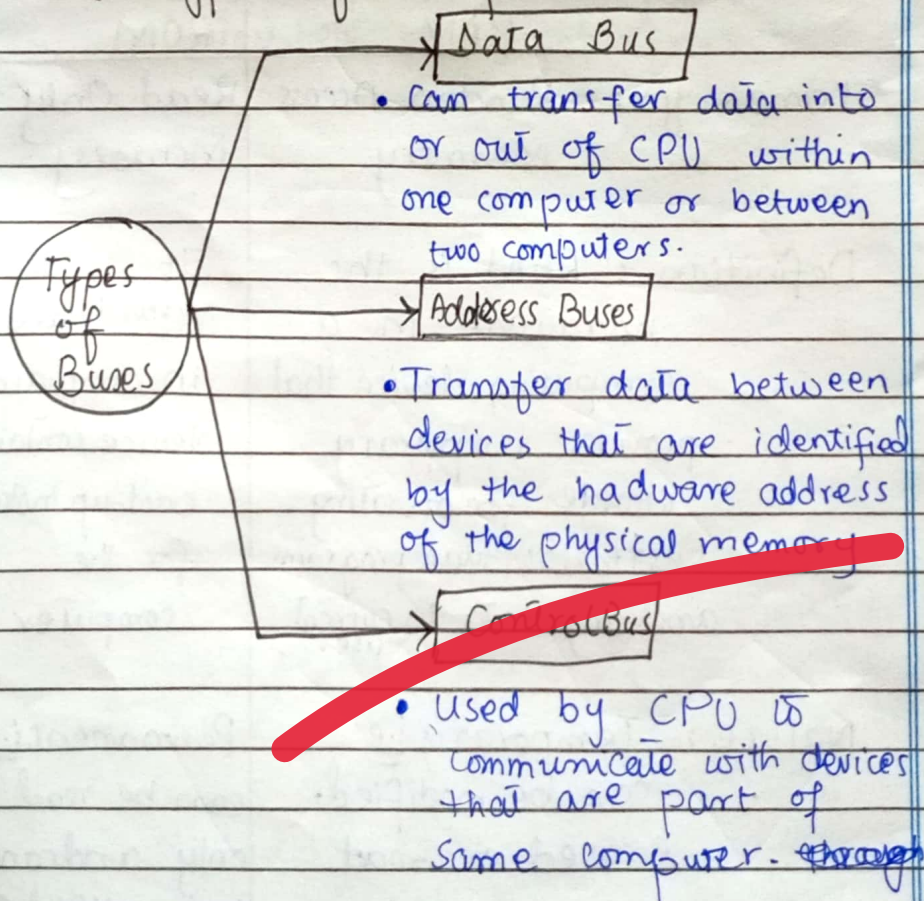 Data Bus
• Can transfer data into
or out of CPU within
one computer or between
two computers.
Types
of
Buses
Address Buses
• Transfer data between
devices that are identified
by the hadware address
of the physical memory
Control Bus
• Used by CPU to
communicate with devices
that are part of
same computer.